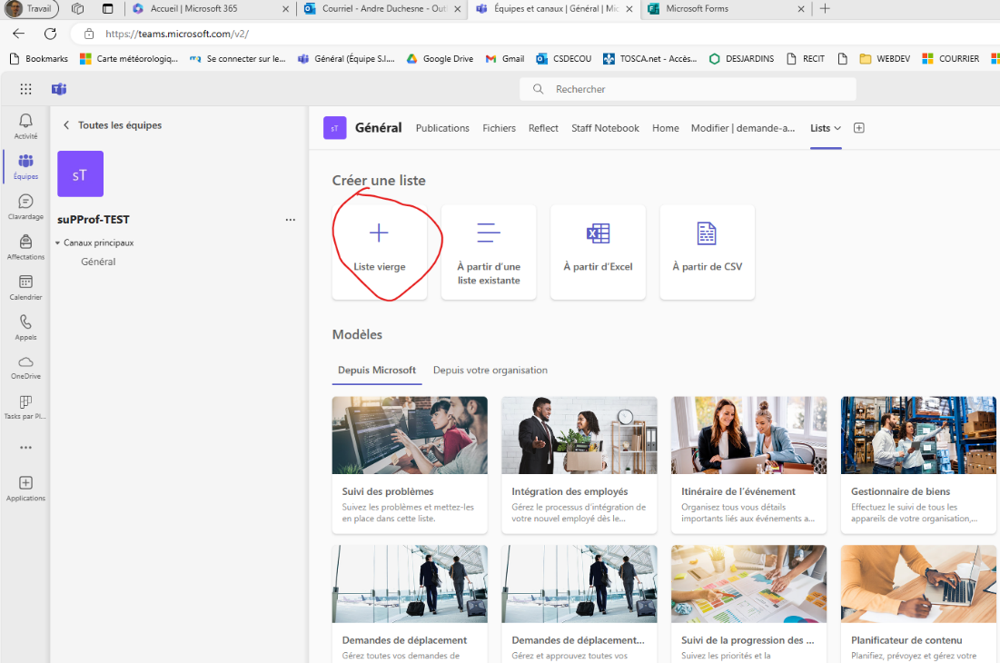 Travail
Accueil | Microsoft 365
Courriel - Andre Duchesne - Out
Équipes et canaux | Général | Mic
Microsoft Forms
https://teams.microsoft.com/v2/
Bookmarks
Carte météorologiq...
Se connecter sur le...
Général (Équipe S.I....
Google Drive
Gmail
CSDECOU
TOSCA.net - Accès...
DESJARDINS
RECIT
WEBDEV
COURRIER
Rechercher
Activité
Équipes
Clavardage
Affectations
Calendrier
Appels
OneDrive
Tasks par Pl...
Applications
Toutes les équipes
sT
suPProf-TEST
Canaux principaux
Général
sT
Général
Publications
Fichiers
Reflect
Staff Notebook
Home
Modifier | demande-a...
Lists
Créer une liste
Liste vierge
À partir d'une
liste existante
À partir d'Excel
À partir de CSV
Modèles
Depuis Microsoft
Depuis votre organisation
Suivi des problèmes
Suivez les problèmes et mettez-les
en place dans cette liste.
Intégration des employés
Gérez le processus d'intégration de
votre nouvel employé dès le...
Itinéraire de l'événement
Organisez tous vous détails
importants liés aux événements a...
Gestionnaire de biens
Effectuez le suivi de tous les
appareils de votre organisation,...
Demandes de déplacement
Gérez toutes vos demandes de
Demandes de déplacement...
Gérez et approuvez toutes vos
Suivi de la progression des ...
Suivez les priorités et la
Planificateur de contenu
Planifiez, prévoyez et gérez votre